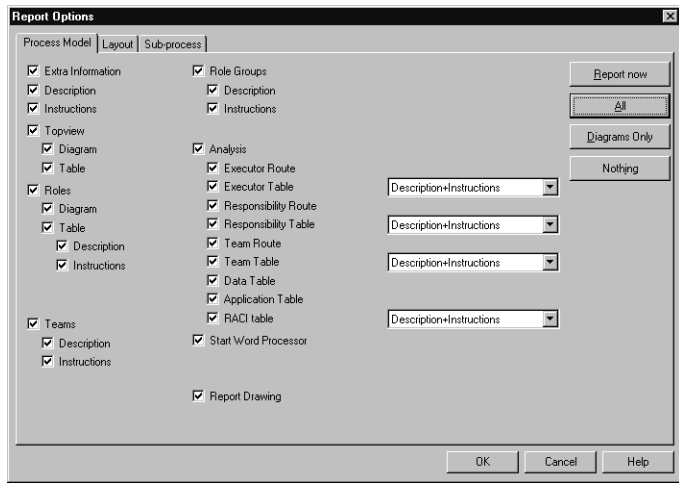 Report Options
Process Model
Layout
Sub-process
Extra Information
Description
Instructions
Topview
Diagram
Table
Roles
Diagram
Table
Description
Instructions
Teams
Description
Instructions
Role Groups
Description
Instructions
Analysis
Executor Route
Executor Table
Description+Instructions
Responsibility Route
Responsibility Table
Description+Instructions
Team Route
Team Table
Description+Instructions
Data Table
Application Table
RACI table
Description+Instructions
Start Word Processor
Report Drawing
Report now
All
Diagrams Only
Nothing
OK
Cancel
Help